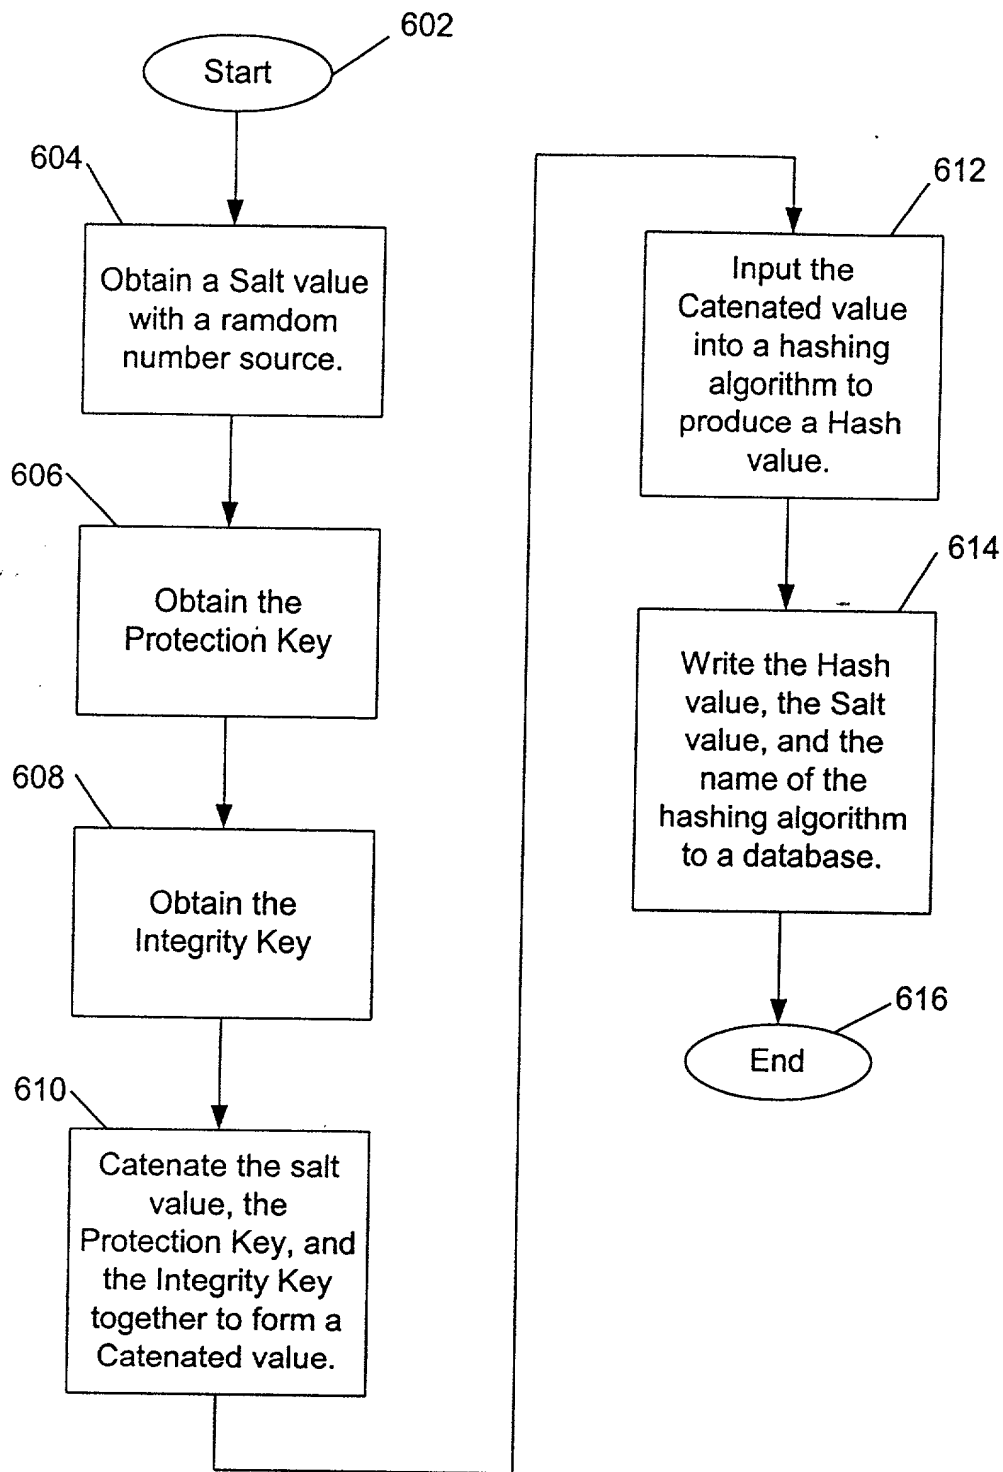 602
Start
604
Obtain a Salt value
with a ramdom
number source.
606
Obtain the
Protection Key
608
Obtain the
Integrity Key
610
Catenate the salt
value, the
Protection Key, and
the Integrity Key
together to form a
Catenated value.
612
Input the
Catenated value
into a hashing
algorithm to
produce a Hash
value.
614
Write the Hash
value, the Salt
value, and the
name of the
hashing algorithm
to a database.
616
End